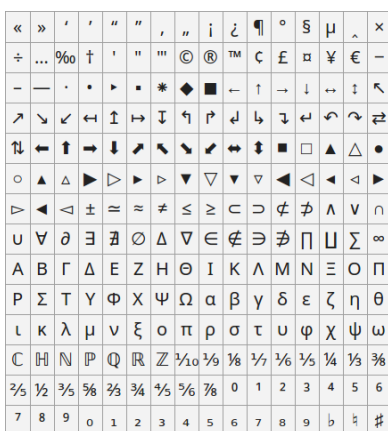 « » ‘ ’ “ ” ‚ „ ¡ ¿ ¶ ° § µ ‸ ×
÷ … ‰ † ' " ''' © ® ™ ¢ £ ¤ ¥ € −
– — · • ‣ ▪ ⁕ ◆ ■ ← ↑ → ↓ ↔ ↕ ↖
↗ ↘ ↙ ↤ ↥ ↦ ↧ ↰ ↱ ↲ ↳ ↴ ↵ ↶ ↷ ⇄
⇅ ⬅ ⬆ ➡ ⬇ ⬈ ⬉ ⬊ ⬋ ⬌ ⬍ ■ □ ▲ △ ●
○ ▴ ▵ ▶ ▷ ▸ ▹ ▼ ▽ ▾ ▿ ◀ ◁ ◂ ◃ ►
▻ ◄ ◅ ± ≃ ≈ ≠ ≤ ≥ ⊂ ⊃ ⊄ ⊅ ∧ ∨ ∩
∪ ∀ ∂ ∃ ∄ ∅ ∆ ∇ ∈ ∉ ∋ ∌ ∏ ∐ ∑ ∞
Α Β Γ Δ Ε Ζ Η Θ Ι Κ Λ Μ Ν Ξ Ο Π
Ρ Σ Τ Υ Φ Χ Ψ Ω α β γ δ ε ζ η θ
ι κ λ μ ν ξ ο π ρ σ τ υ φ χ ψ ω
ℂ ℍ ℕ ℙ ℚ ℝ ℤ ⅒ ⅑ ⅛ ⅐ ⅙ ⅕ ¼ ⅓ ⅜
⅖ ½ ⅗ ⅝ ⅔ ¾ ⅘ ⅚ ⅞ ⁰ ¹ ² ³ ⁴ ⁵ ⁶
⁷ ⁸ ⁹ ₀ ₁ ₂ ₃ ₄ ₅ ₆ ₇ ₈ ₉ ♭ ♮ ♯